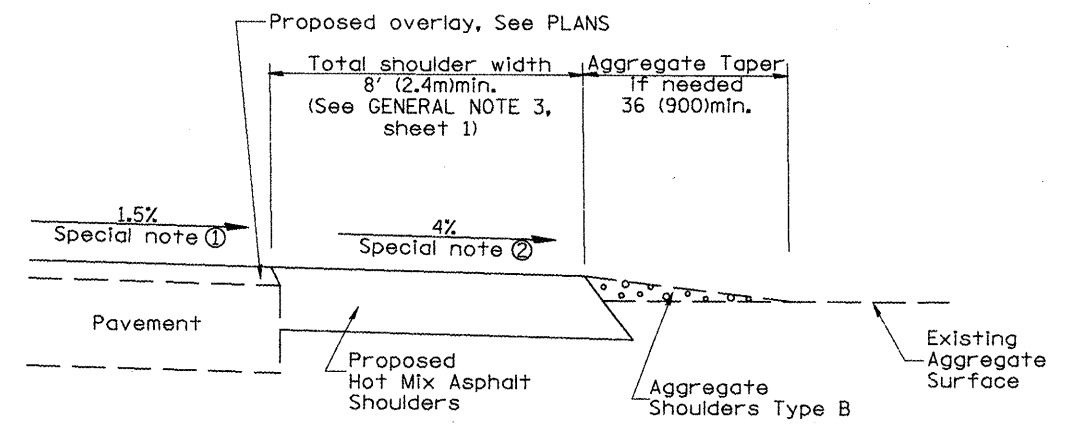 Proposed overlay, See PLANS
Total shoulder width
8' (2.4m)min.
(See GENERAL NOTE 3,
sheet 1)
Aggregate Taper
if needed
36 (900)min.
1.5%
Special note ①
4%
Special note ②
Pavement
Proposed
Hot Mix Asphalt
Shoulders
Aggregate
Shoulders Type B
Existing
Aggregate
Surface